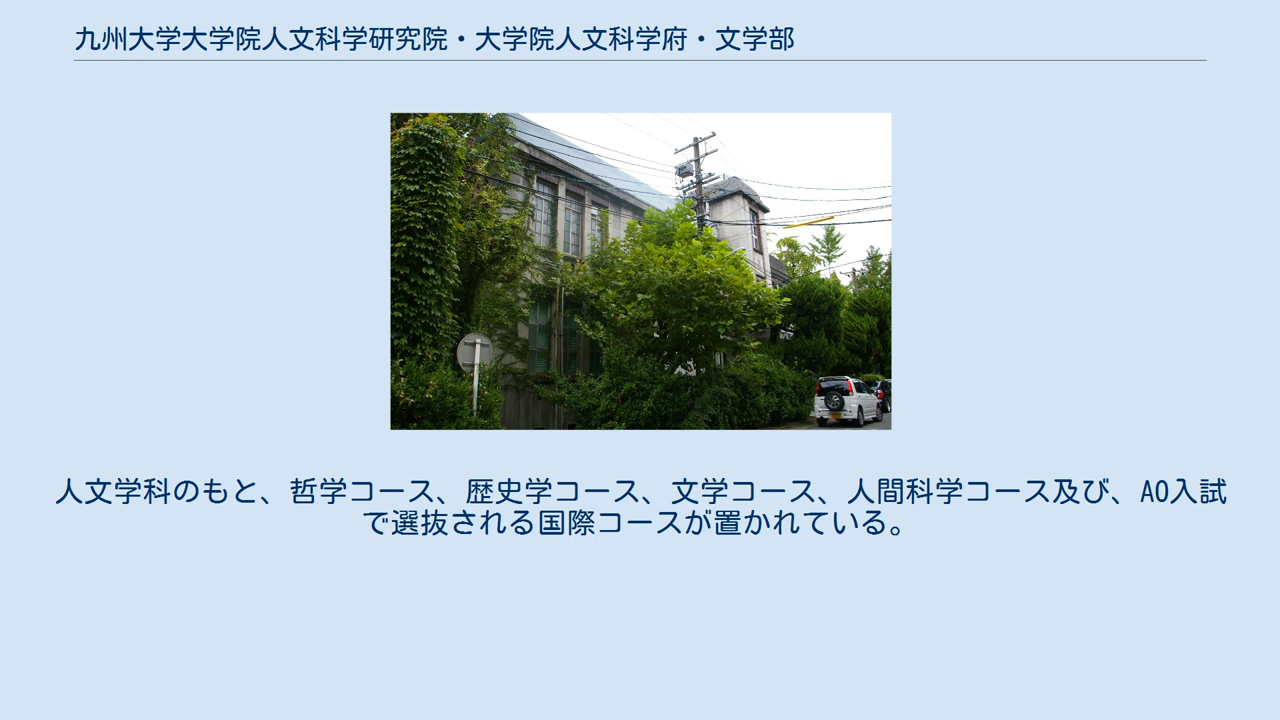 九州大学大学院人文科学研究院・大学院人文科学府・文学部
人文学科のもと、哲学コース、歴史学コース、文学コース、人間科学コース及び、AO入試
で選抜される国際コースが置かれている。